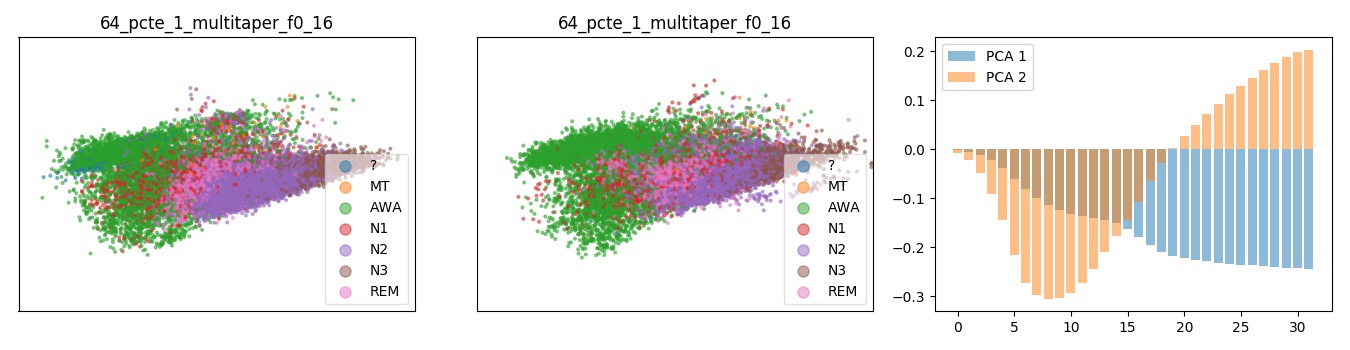 64_pcte_1_multitaper_f0_16
?
MT
AWA
N1
N2
N3
REM
64_pcte_1_multitaper_f0_16
?
MT
AWA
N1
N2
N3
REM
PCA 1
PCA 2
0.2
0.1
0.0
−0.1
−0.2
−0.3
0 5 10 15 20 25 30